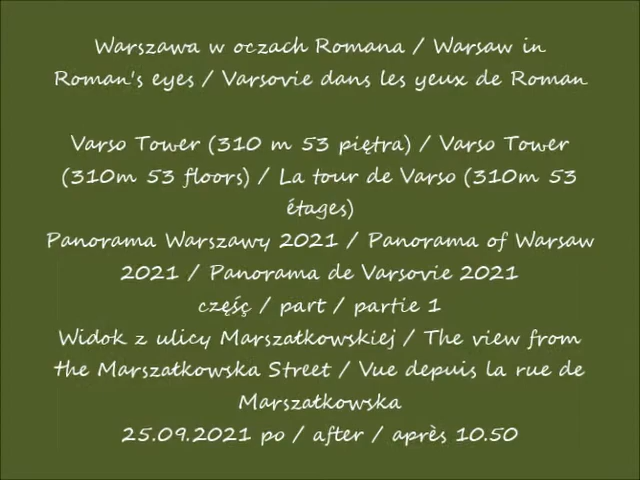 Warszawa w oczach Romana / Warsaw in
Roman's eyes / Varsovie dans les yeux de Roman
Varso Tower (310 m 53 piętra) / Varso Tower
(310m 53 floors) / La tour de Varso (310m 53
étages)
Panorama Warszawy 2021 / Panorama of Warsaw
2021 / Panorama de Varsovie 2021
częśç / part / partie 1
Widok z ulicy Marszałkowskiej / The view from
the Marszałkowska Street / Vue depuis la rue de
Marszałkowska
25.09.2021 po / after / après 10.50